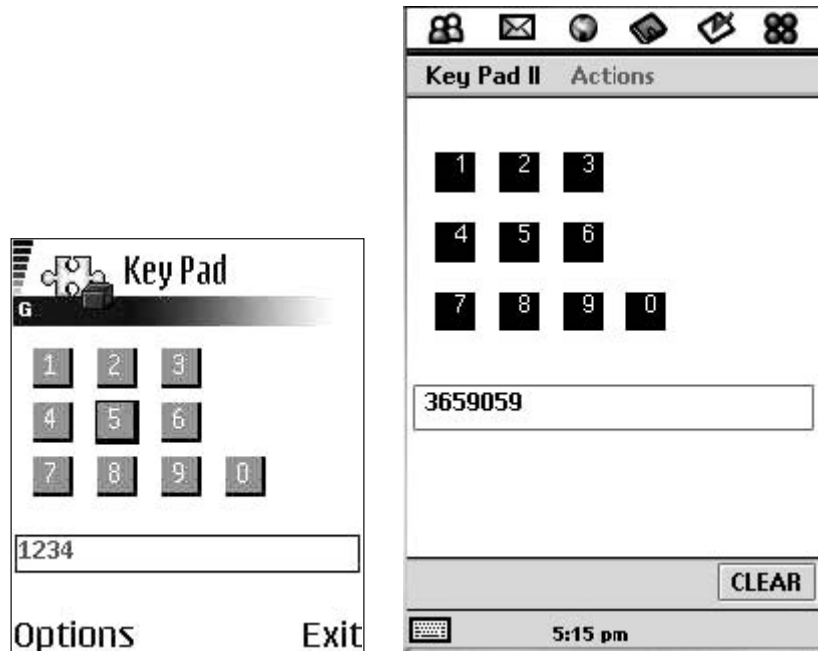 Key Pad
G
1 2 3
4 5 6
7 8 9 0
1234
Options Exit
Key Pad II Actions
1 2 3
4 5 6
7 8 9 0
3659059
CLEAR
5:15 pm